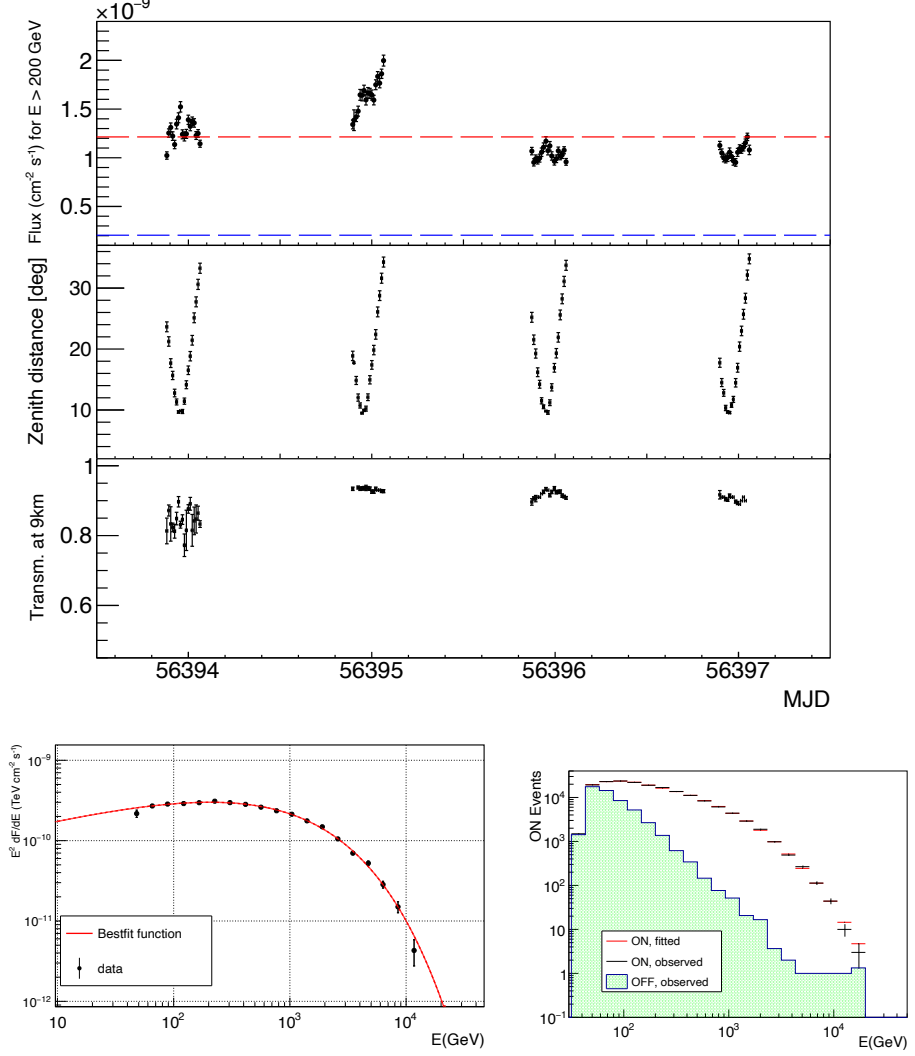 ×10⁻⁹
Flux (cm⁻² s⁻¹) for E > 200 GeV
2
1.5
1
0.5
Zenith distance [deg]
30
20
10
Transm. at 9km
1
0.8
0.6
56394
56395
56396
56397
MJD
E² dF/dE (TeV cm⁻² s⁻¹)
10⁻⁹
10⁻¹⁰
10⁻¹¹
10⁻¹²
Bestfit function
data
10
10²
10³
10⁴
E(GeV)
ON Events
10⁴
10³
10²
10
1
10⁻¹
ON, fitted
ON, observed
OFF, observed
10²
10³
10⁴
E(GeV)